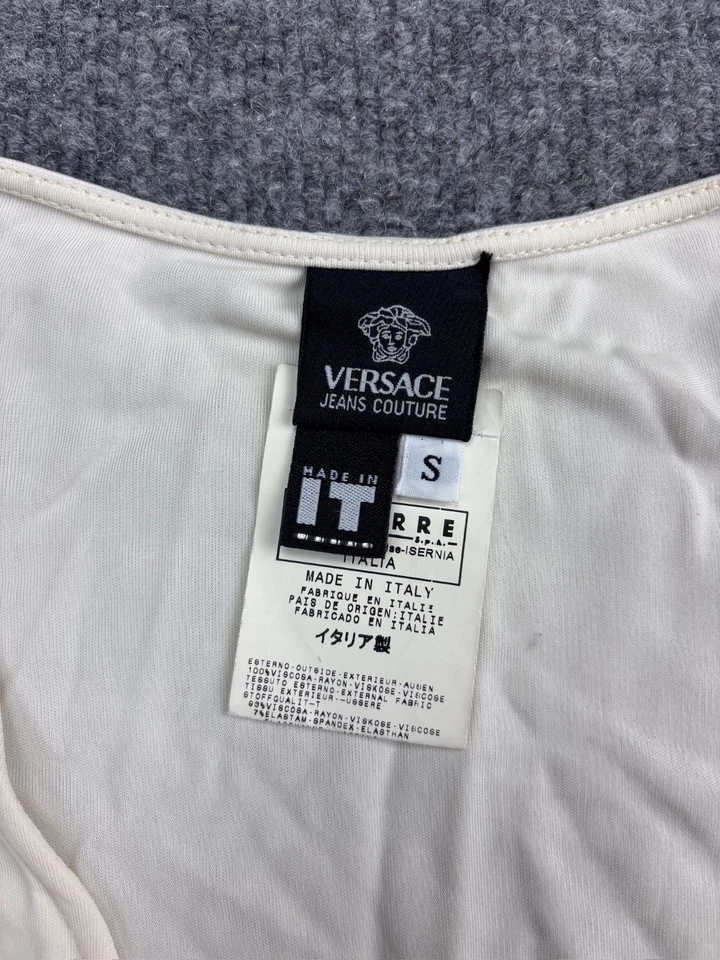 VERSACE
JEANS COUTURE
S
MADE IN
IT
RRE
S.p.A.
se-ISERNIA
ITALIA
MADE IN ITALY
FABRIQUE EN ITALIE
PAIS DE ORIGEN:ITALIE
FABRICADO EN ITALIA
イタリア製
ESTERNO-OUTSIDE-EXTERIEUR-AUßEN
100%VISCOSA-RAYON-VISKOSE-VISCOSE
TESSUTO ESTERNO-EXTERNAL FABRIC
TISSU EXTERIEUR-USSERE
STOFFQUALIT-T
93%VISCOSA-RAYON-VISKOSE-VISCOSE
7%ELASTAM-SPANDEX-ELASTHAN